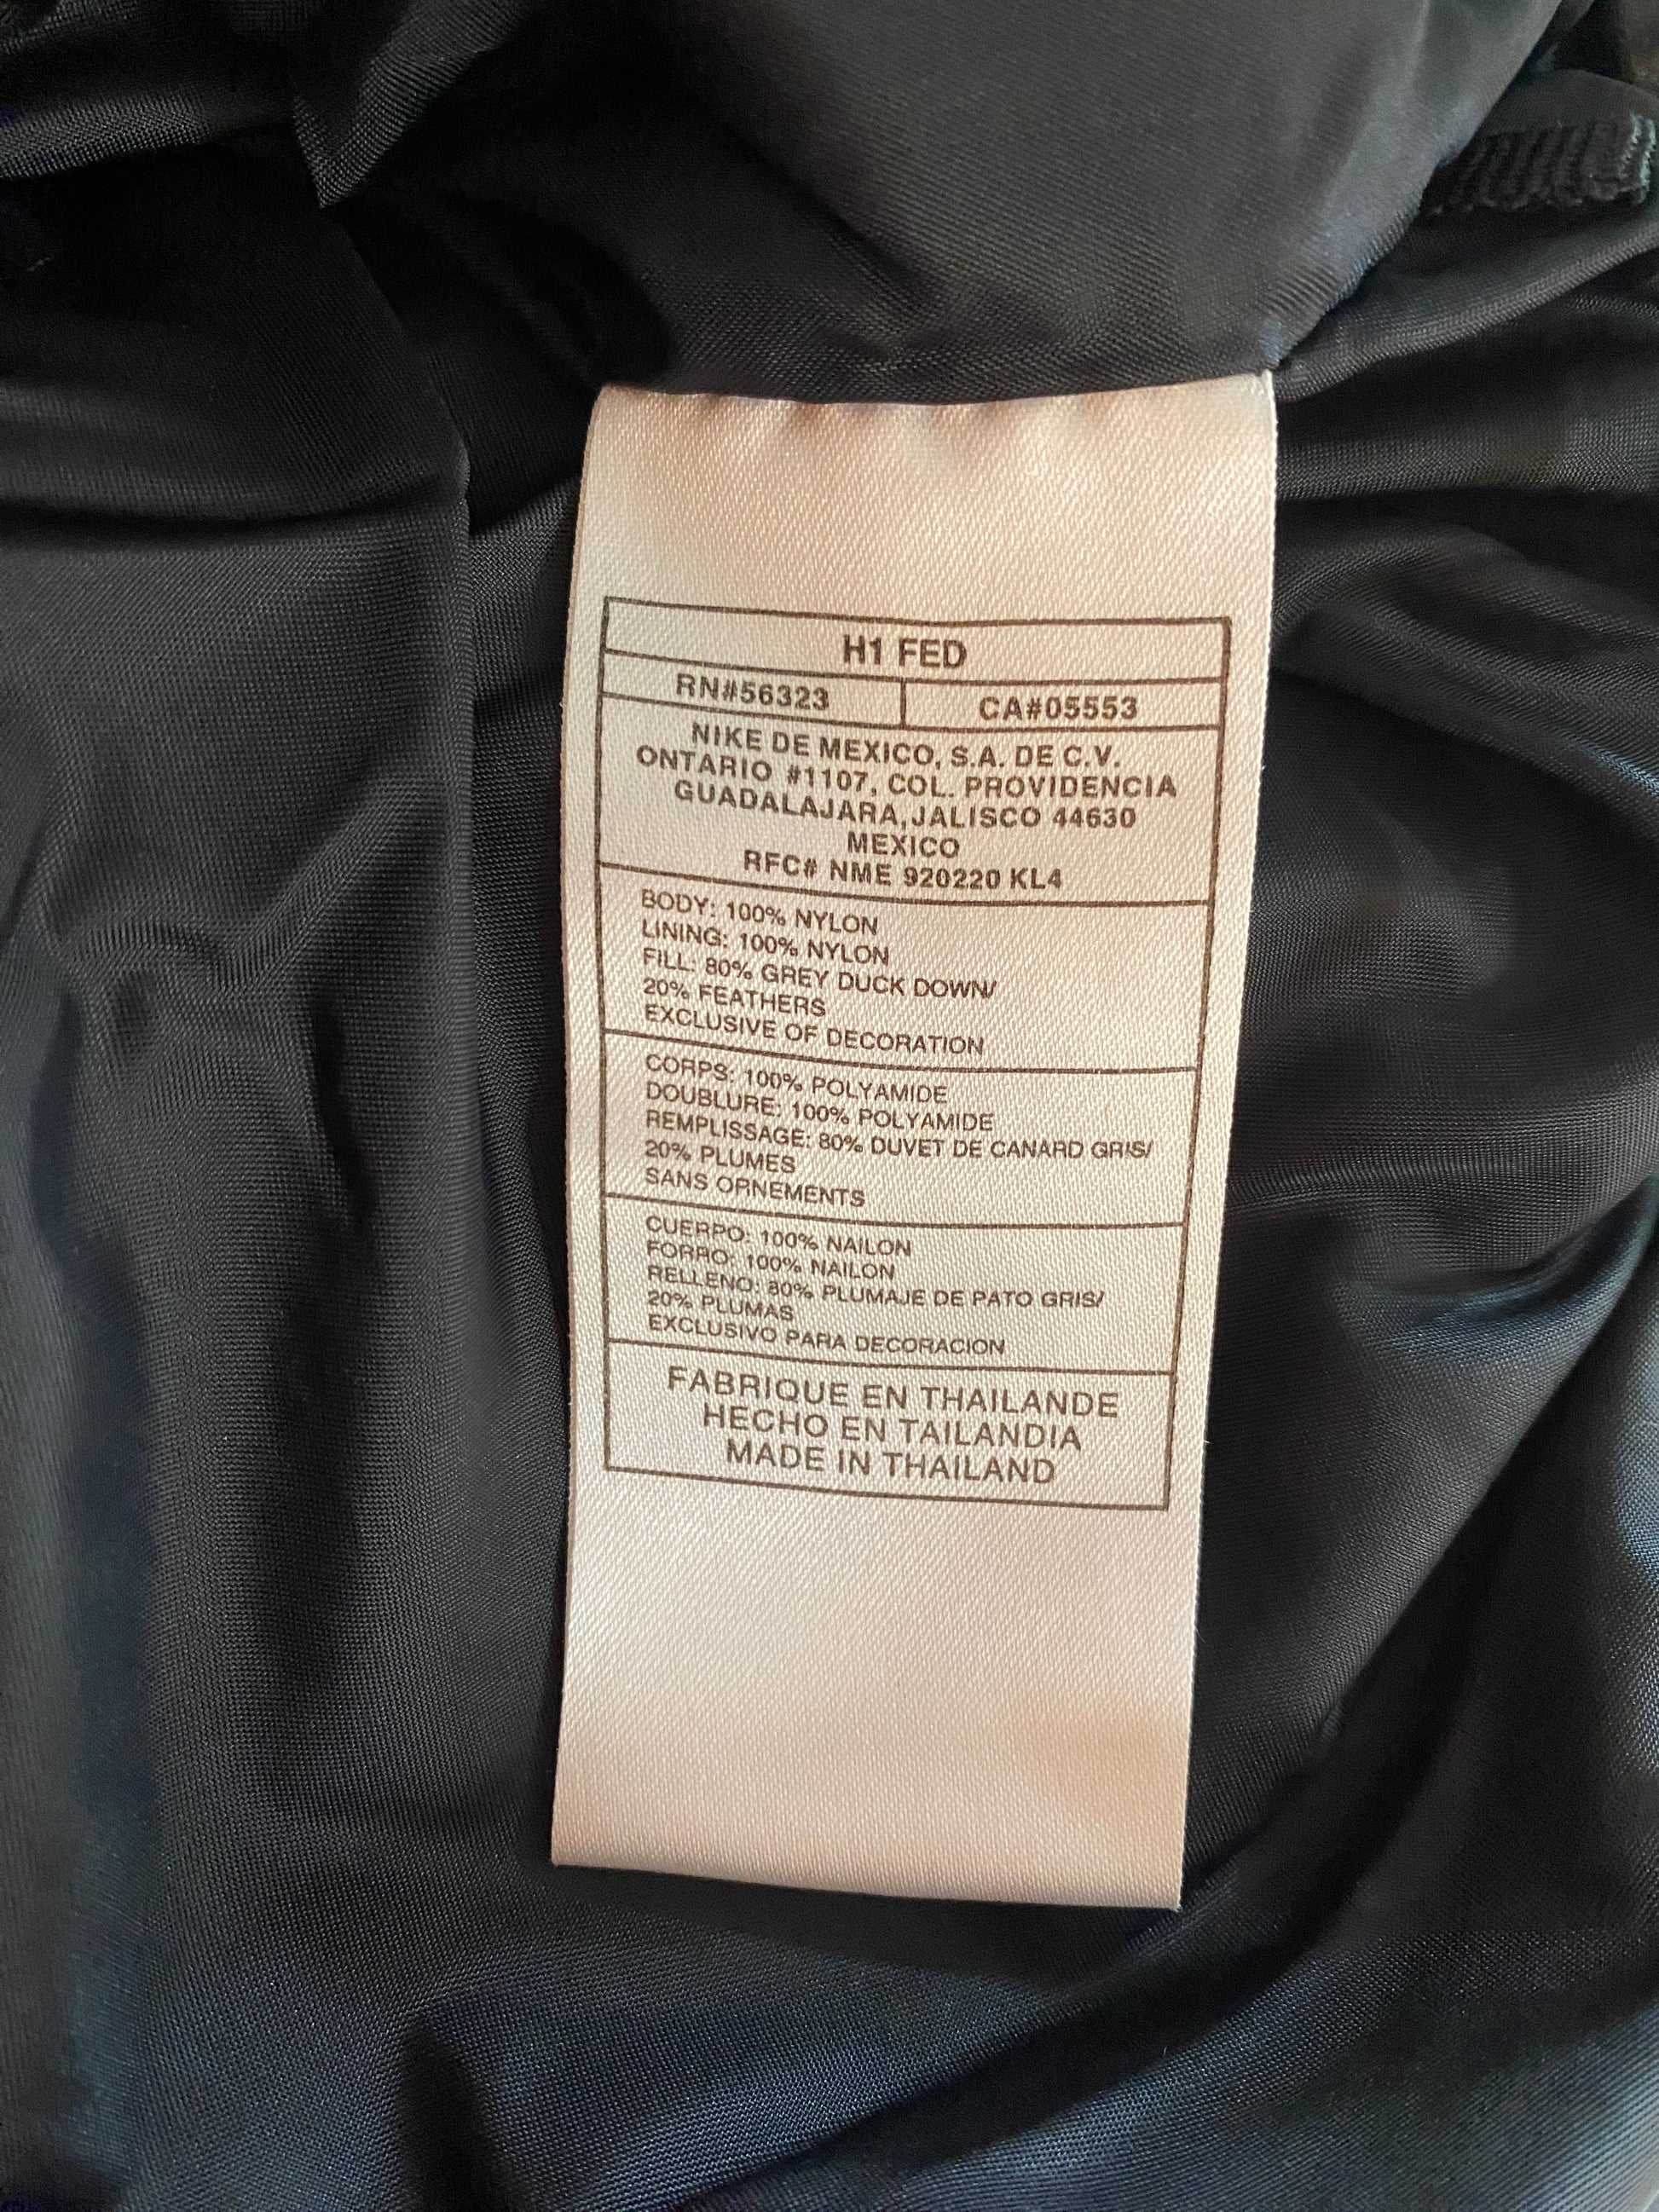 H1 FED
RN#56323 CA#05553
NIKE DE MEXICO, S.A. DE C.V.
ONTARIO #1107, COL. PROVIDENCIA
GUADALAJARA, JALISCO 44630
MEXICO
RFC# NME 920220 KL4
BODY: 100% NYLON
LINING: 100% NYLON
FILL: 80% GREY DUCK DOWN/
20% FEATHERS
EXCLUSIVE OF DECORATION
CORPS: 100% POLYAMIDE
DOUBLURE: 100% POLYAMIDE
REMPLISSAGE: 80% DUVET DE CANARD GRIS/
20% PLUMES
SANS ORNEMENTS
CUERPO: 100% NAILON
FORRO: 100% NAILON
RELLENO: 80% PLUMAJE DE PATO GRIS/
20% PLUMAS
EXCLUSIVO PARA DECORACION
FABRIQUE EN THAILANDE
HECHO EN TAILANDIA
MADE IN THAILAND